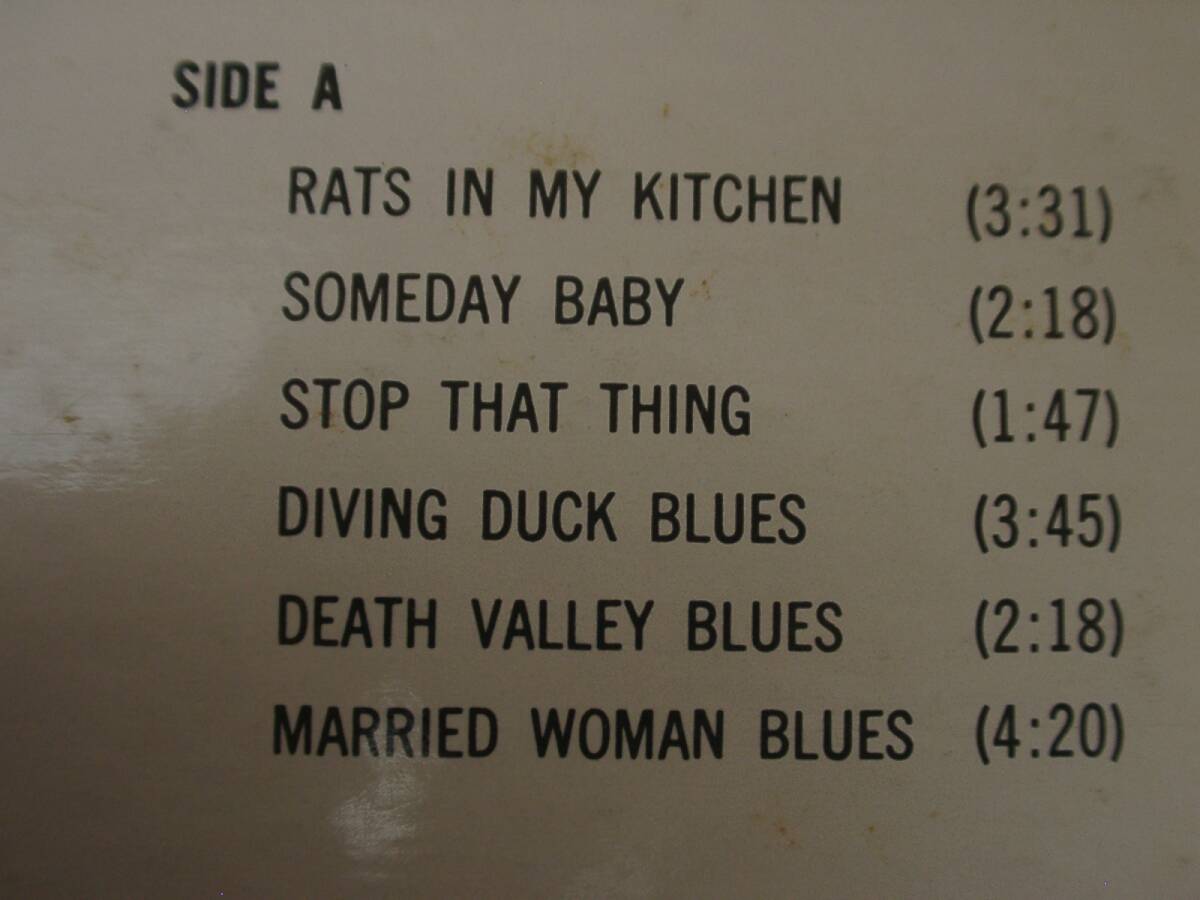 SIDE A
RATS IN MY KITCHEN (3:31)
SOMEDAY BABY (2:18)
STOP THAT THING (1:47)
DIVING DUCK BLUES (3:45)
DEATH VALLEY BLUES (2:18)
MARRIED WOMAN BLUES (4:20)